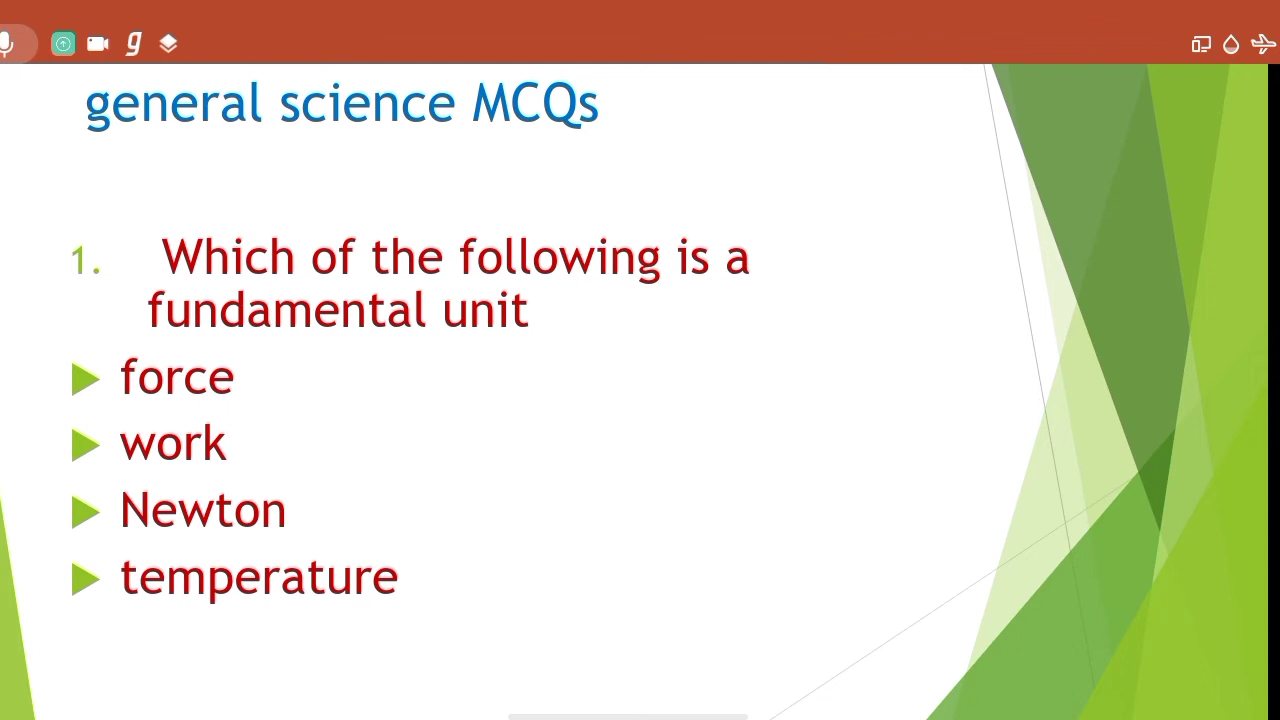 general science MCQs
1. Which of the following is a
fundamental unit
force
work
Newton
temperature